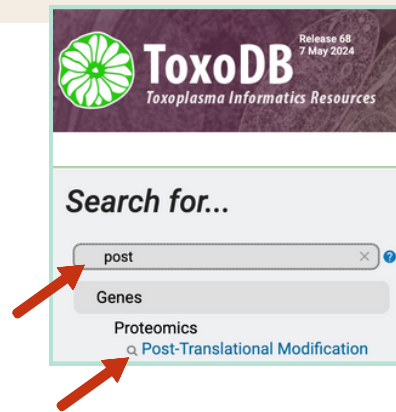 Release 68
7 May 2024
ToxoDB
Toxoplasma Informatics Resources
Search for...
post
Genes
Proteomics
Post-Translational Modification